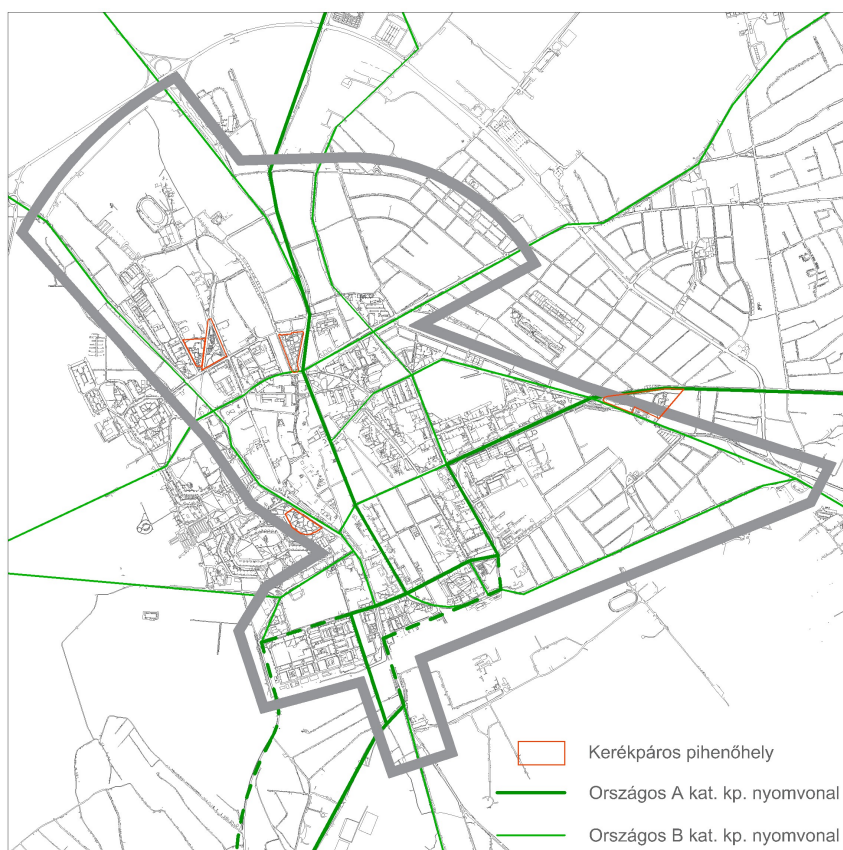 Kerékpáros pihenőhely
Országos A kat. kp. nyomvonal
Országos B kat. kp. nyomvonal